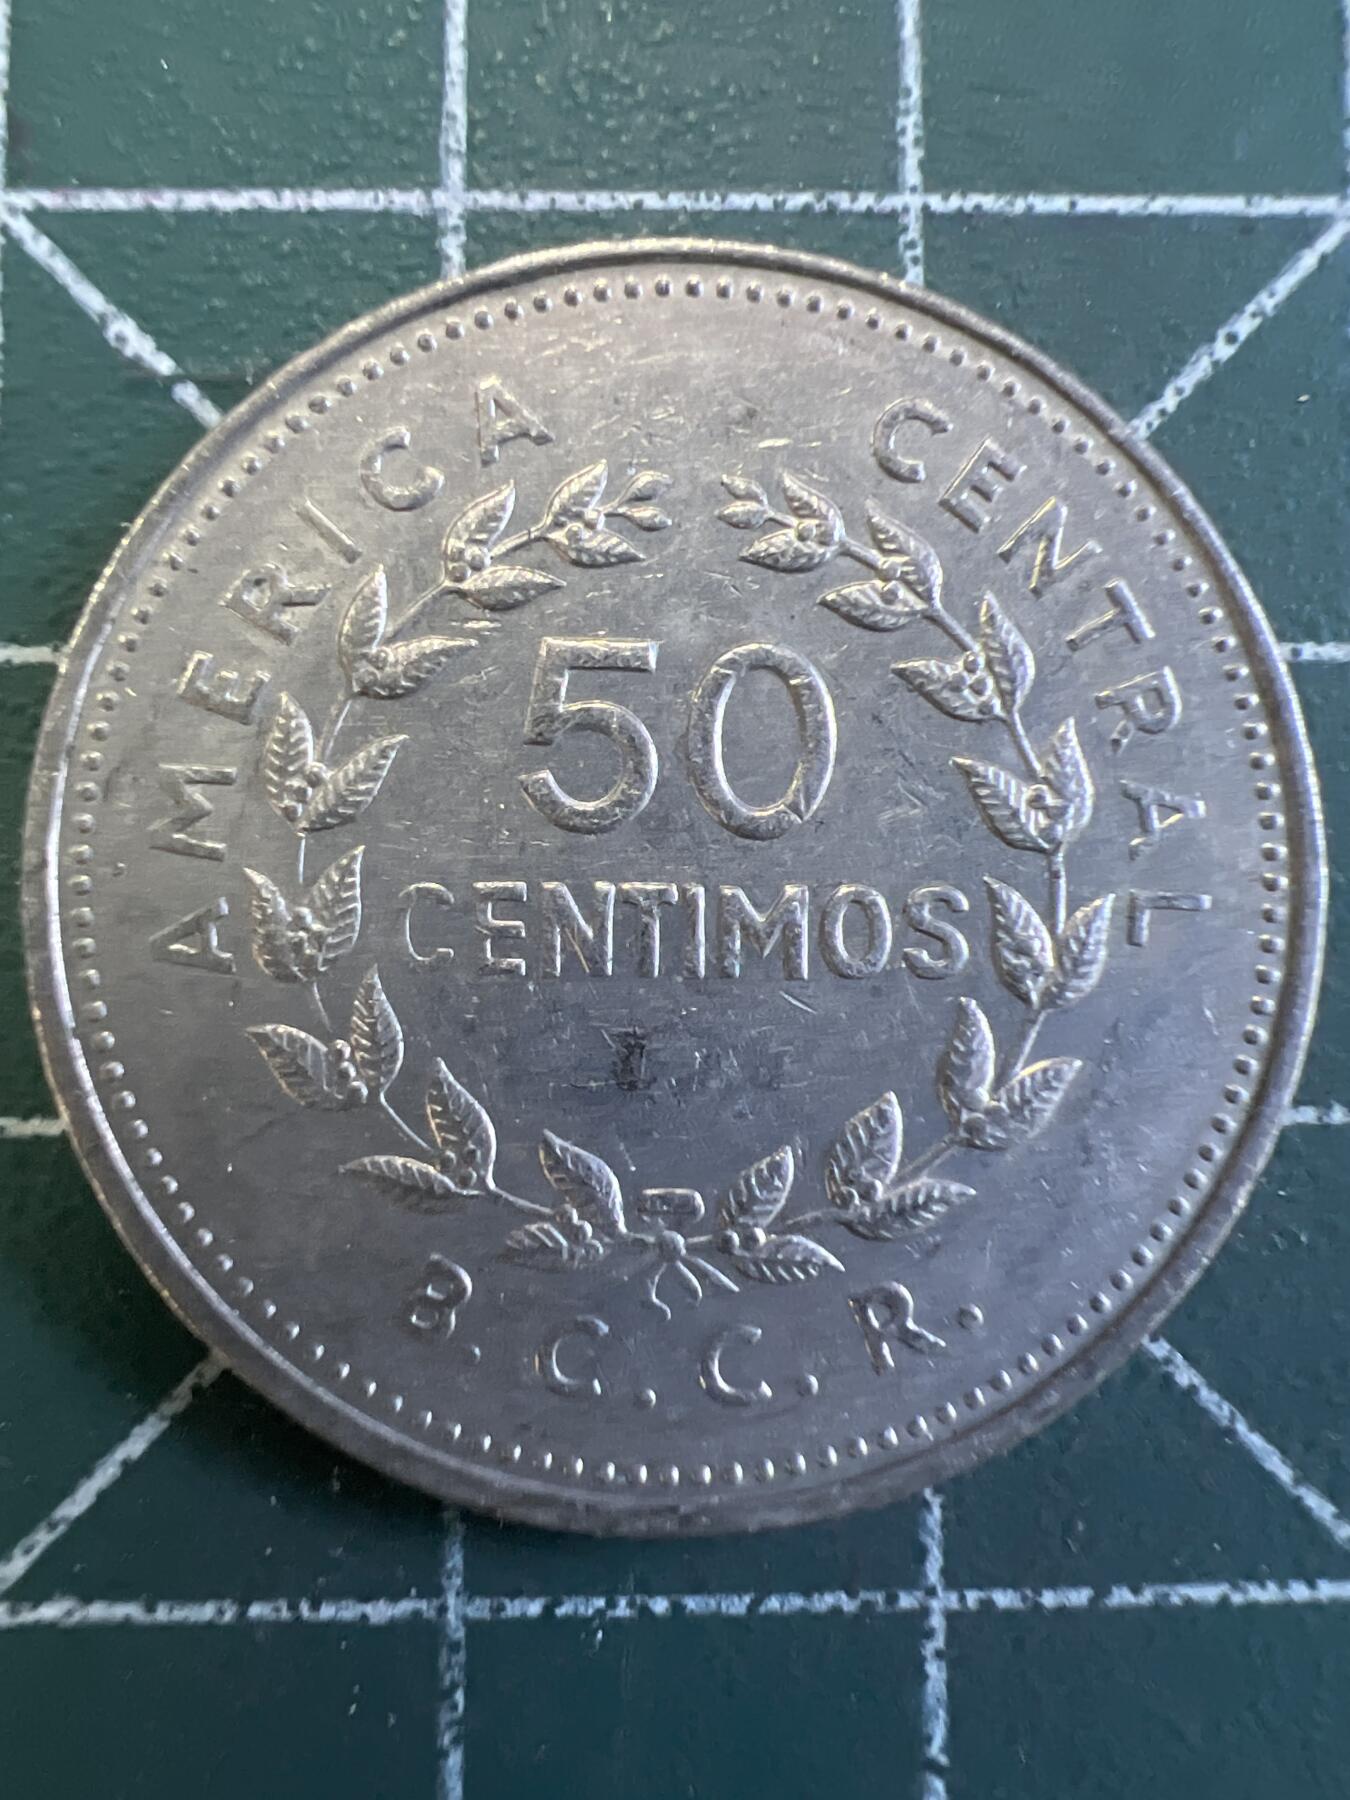 AMERICA CENTRAL
50
CENTIMOS
B. C. C. R.